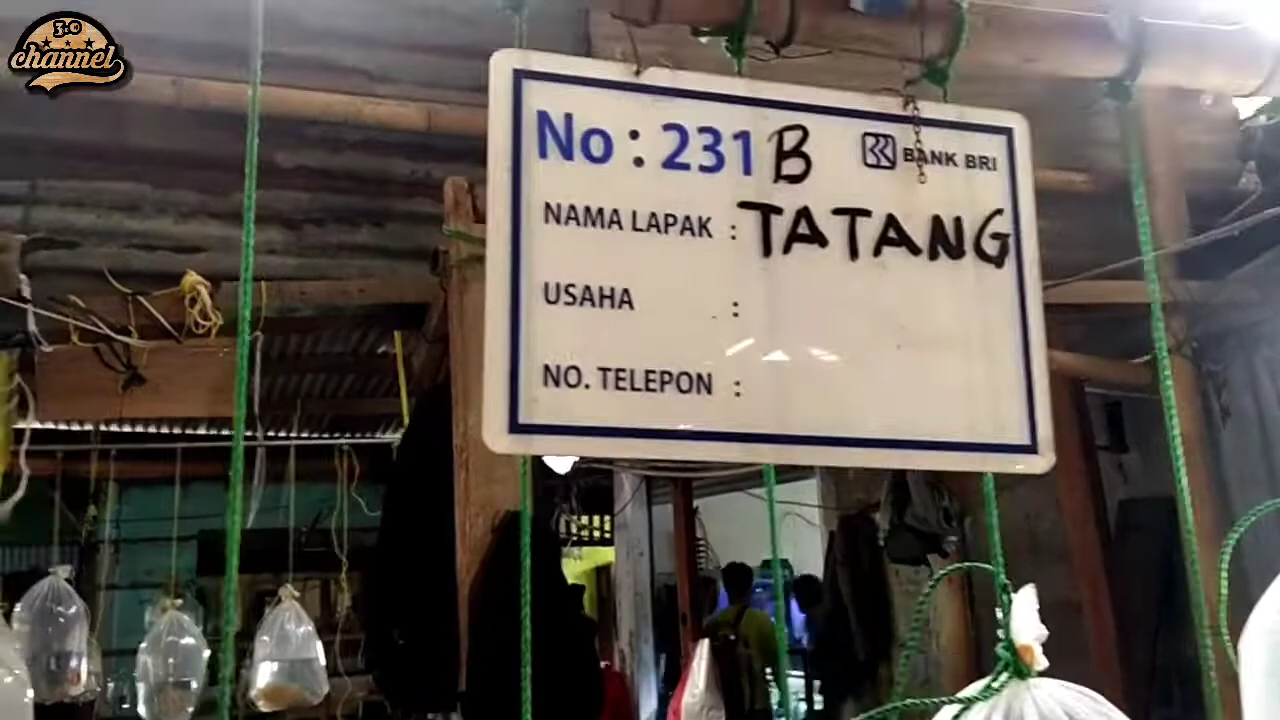 3.0
channel
No : 231 B
BANK BRI
NAMA LAPAK : TATANG
USAHA :
NO. TELEPON :